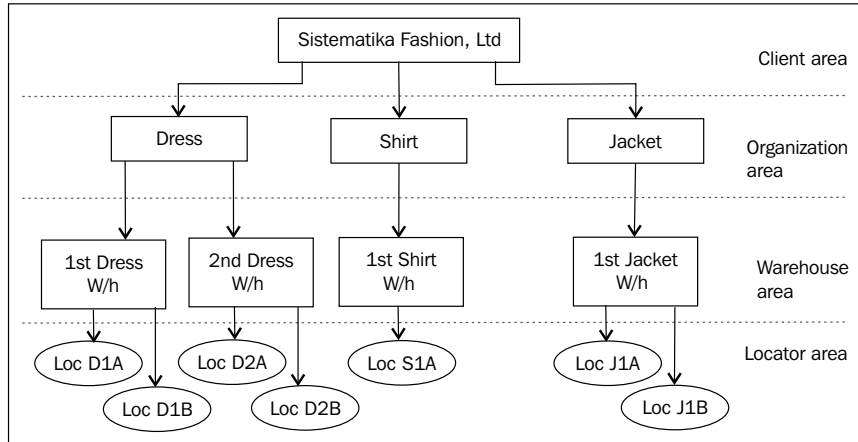 Sistematika Fashion, Ltd
Client area
Dress
Shirt
Jacket
Organization
area
1st Dress
W/h
2nd Dress
W/h
1st Shirt
W/h
1st Jacket
W/h
Warehouse
area
Loc D1A
Loc D2A
Loc S1A
Loc J1A
Locator area
Loc D1B
Loc D2B
Loc J1B